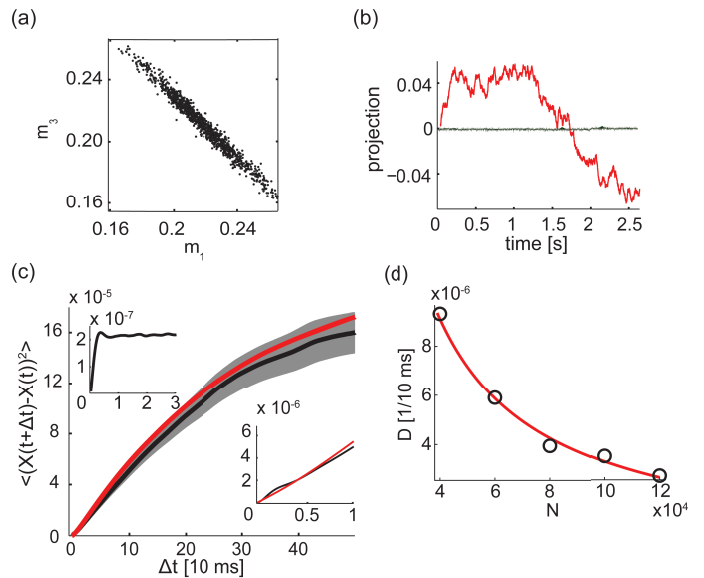 (a)
m3
0.24
0.20
0.16
0.16 0.2 0.24
m1
(b)
projection
0.04
0
−0.04
0 0.5 1 1.5 2 2.5
time [s]
(c)
x 10-5
<(X(t+Δt)-X(t))2>
16
12
8
4
0
0 10 20 30 40
Δt [10 ms]
x 10-7
2
1
0 1 2 3
x 10-6
6
4
2
0
0.5 1
(d)
x10-6
D [1/10 ms]
8
6
4
4 6 8 10 12
N
x104